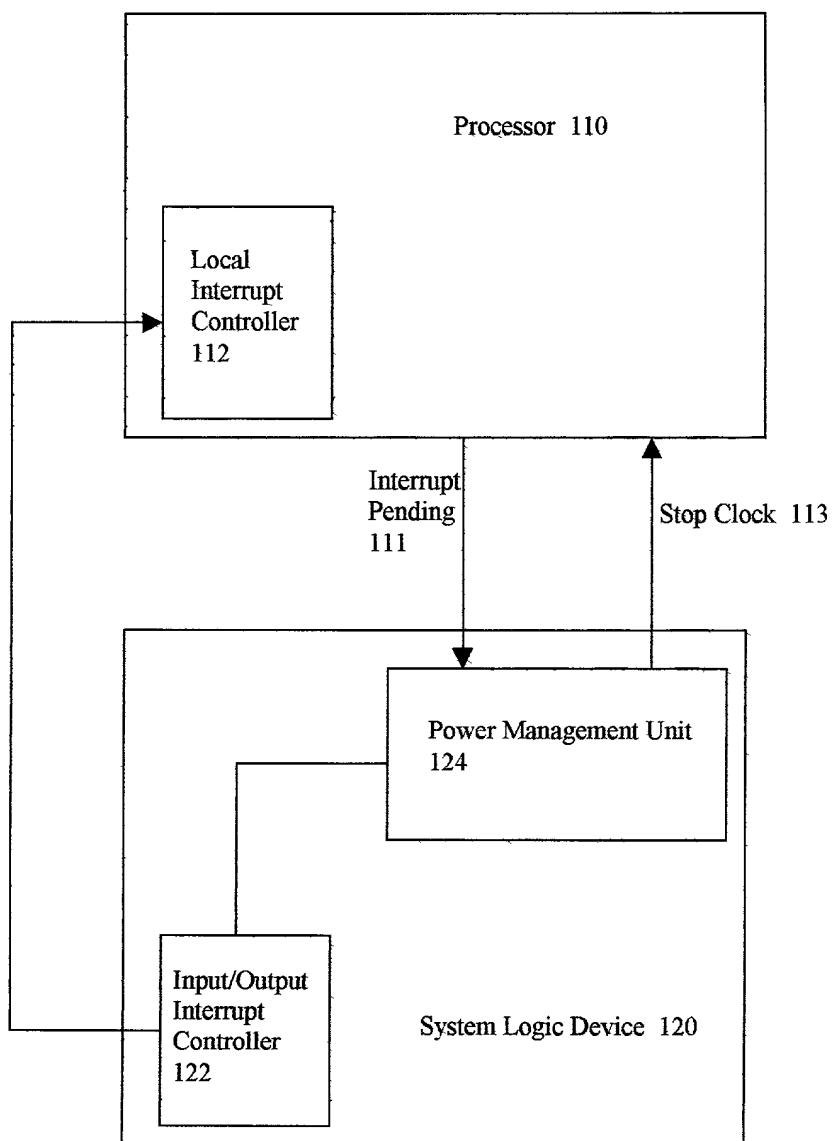 Processor 110
Local
Interrupt
Controller
112
Interrupt
Pending
111
Stop Clock 113
Power Management Unit
124
Input/Output
Interrupt
Controller
122
System Logic Device 120